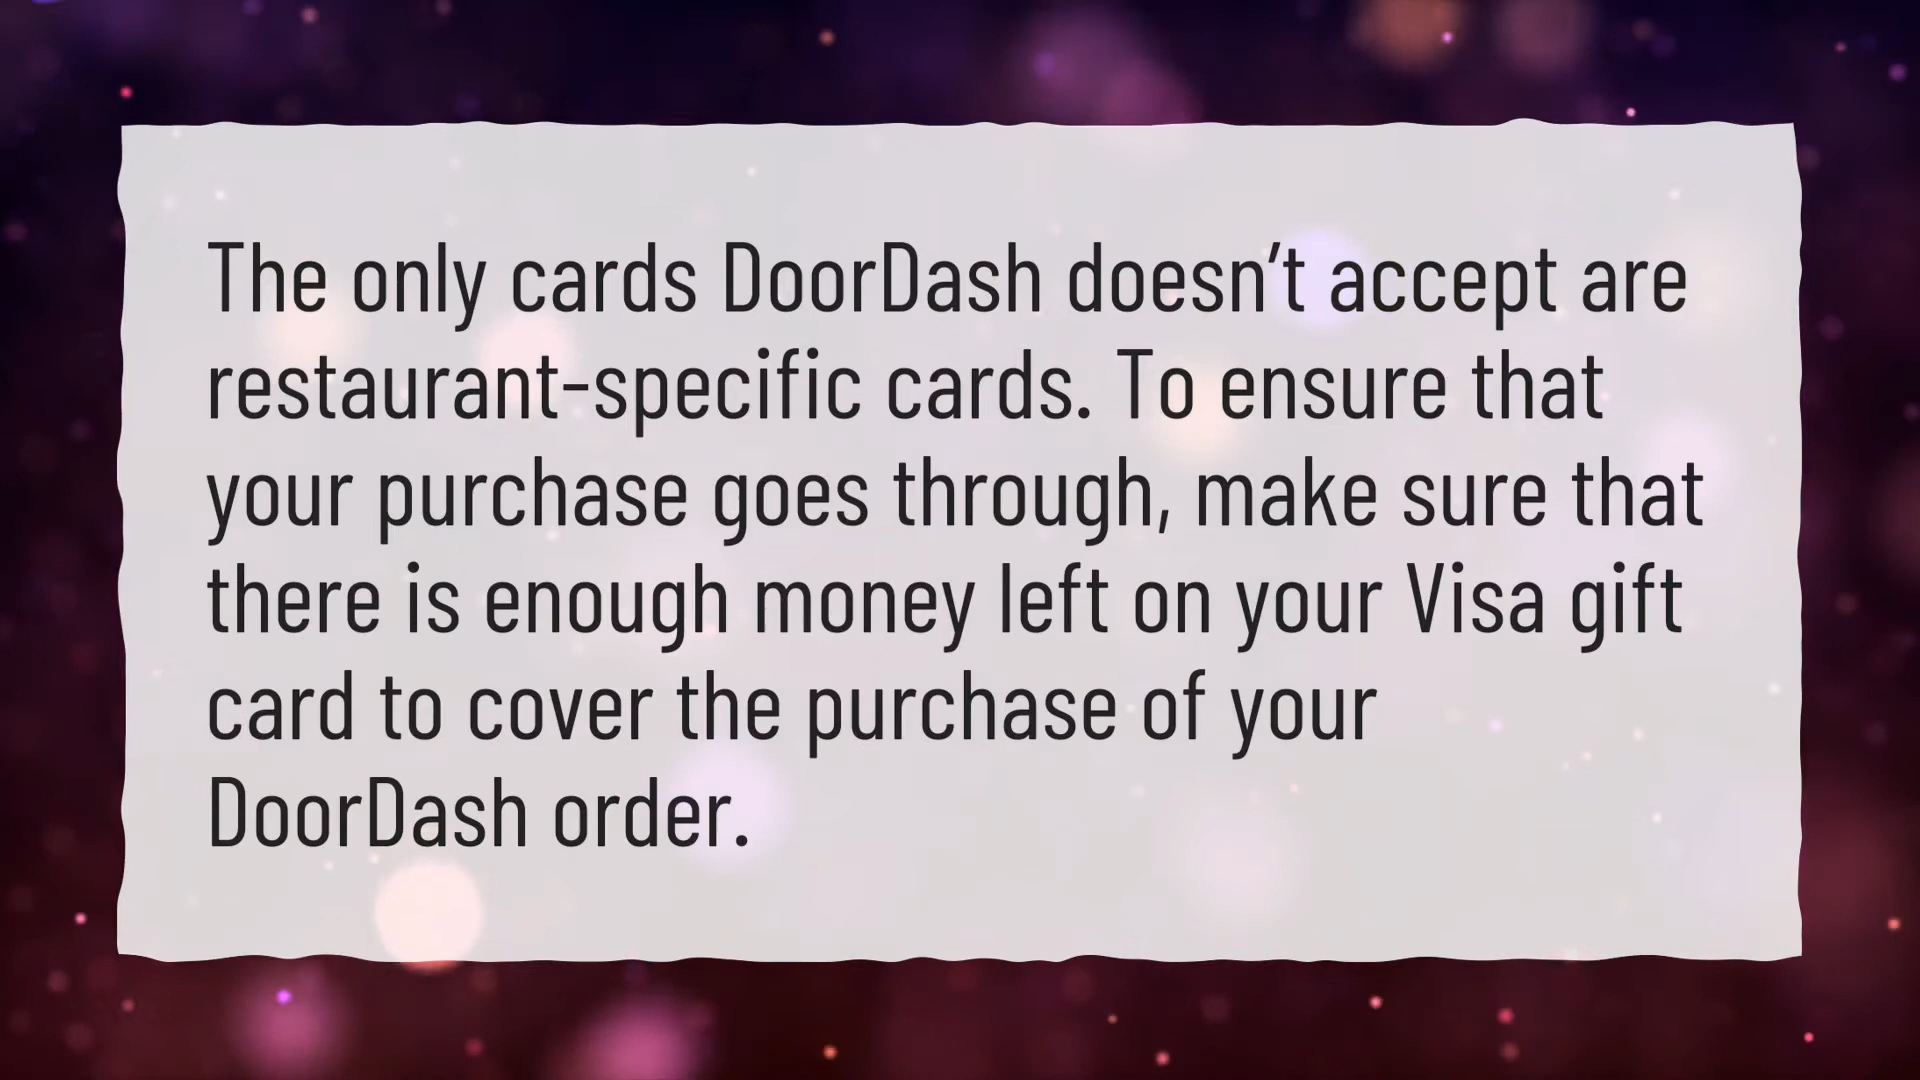 The only cards DoorDash doesn’t accept are
restaurant-specific cards. To ensure that
your purchase goes through, make sure that
there is enough money left on your Visa gift
card to cover the purchase of your
DoorDash order.